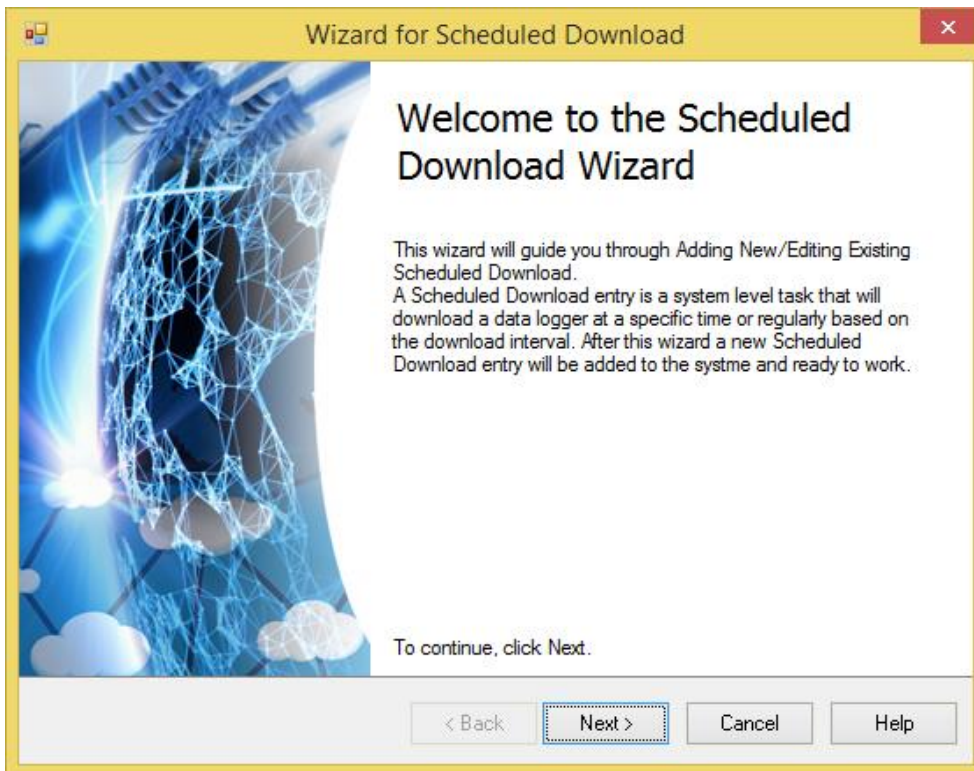 Wizard for Scheduled Download
Welcome to the Scheduled
Download Wizard
This wizard will guide you through Adding New/Editing Existing
Scheduled Download.
A Scheduled Download entry is a system level task that will
download a data logger at a specific time or regularly based on
the download interval. After this wizard a new Scheduled
Download entry will be added to the systme and ready to work.
To continue, click Next.
< Back
Next >
Cancel
Help